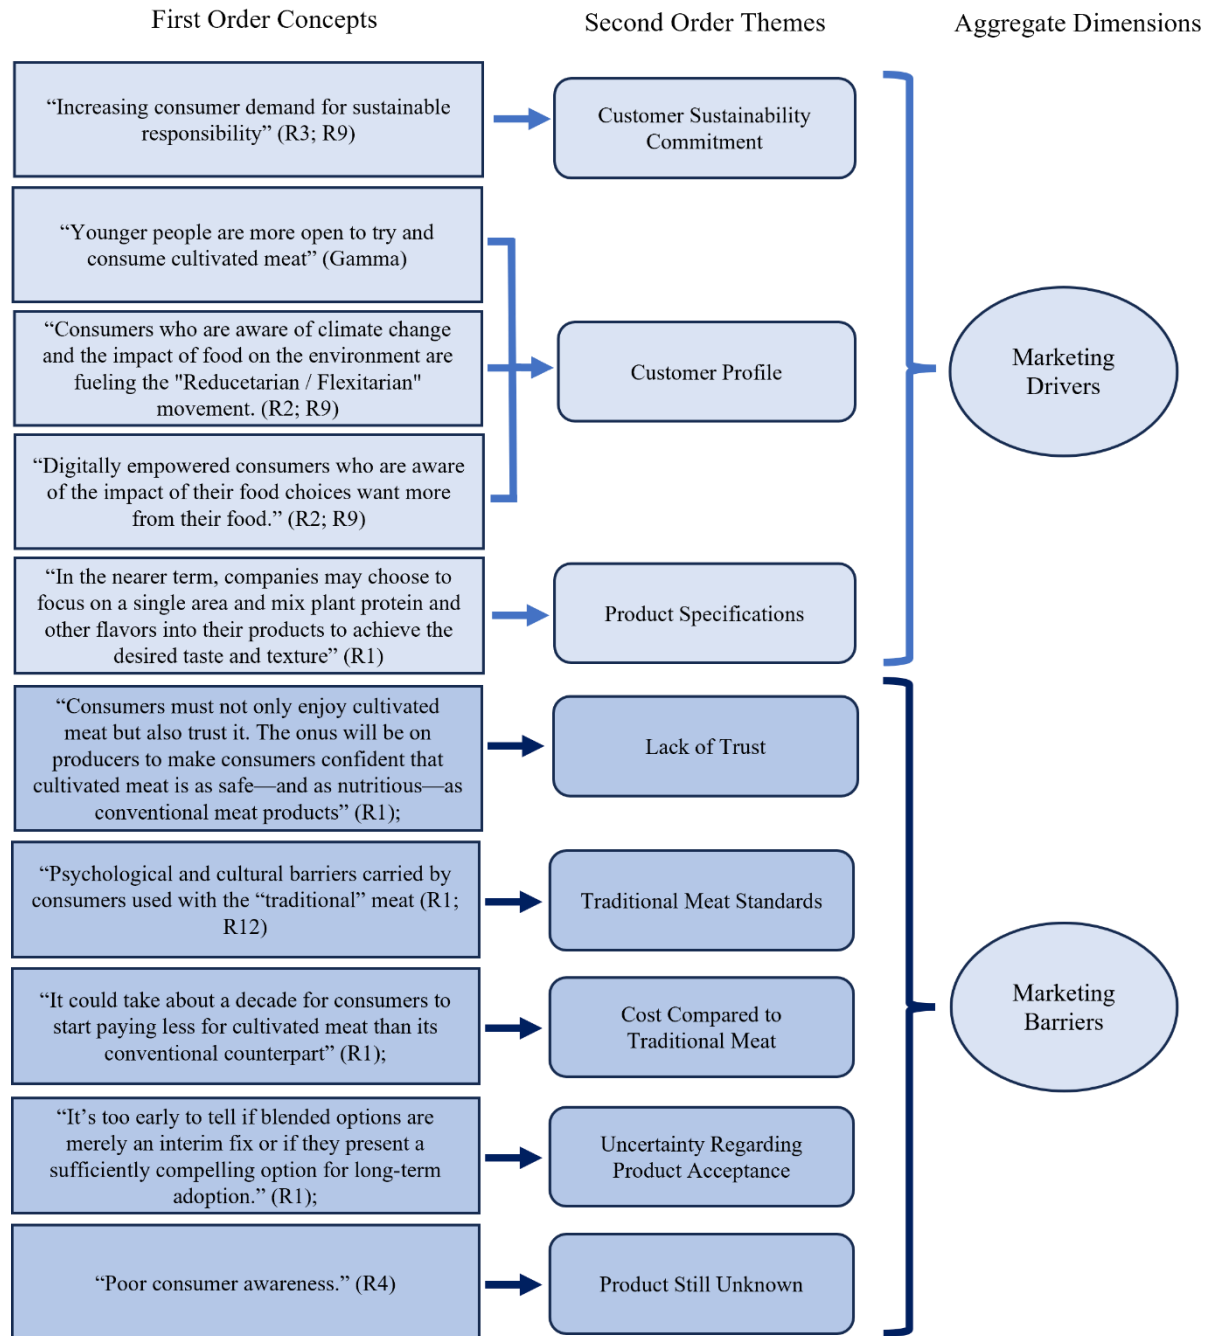 First Order Concepts
Second Order Themes
Aggregate Dimensions
“Increasing consumer demand for sustainable
responsibility” (R3; R9)
Customer Sustainability
Commitment
“Younger people are more open to try and
consume cultivated meat” (Gamma)
“Consumers who are aware of climate change
and the impact of food on the environment are
fueling the "Reducetarian / Flexitarian"
movement. (R2; R9)
Customer Profile
“Digitally empowered consumers who are aware
of the impact of their food choices want more
from their food.” (R2; R9)
“In the nearer term, companies may choose to
focus on a single area and mix plant protein and
other flavors into their products to achieve the
desired taste and texture” (R1)
Product Specifications
Marketing
Drivers
“Consumers must not only enjoy cultivated
meat but also trust it. The onus will be on
producers to make consumers confident that
cultivated meat is as safe—and as nutritious—as
conventional meat products” (R1);
Lack of Trust
“Psychological and cultural barriers carried by
consumers used with the “traditional” meat (R1;
R12)
Traditional Meat Standards
“It could take about a decade for consumers to
start paying less for cultivated meat than its
conventional counterpart” (R1);
Cost Compared to
Traditional Meat
“It’s too early to tell if blended options are
merely an interim fix or if they present a
sufficiently compelling option for long-term
adoption.” (R1);
Uncertainty Regarding
Product Acceptance
“Poor consumer awareness.” (R4)
Product Still Unknown
Marketing
Barriers